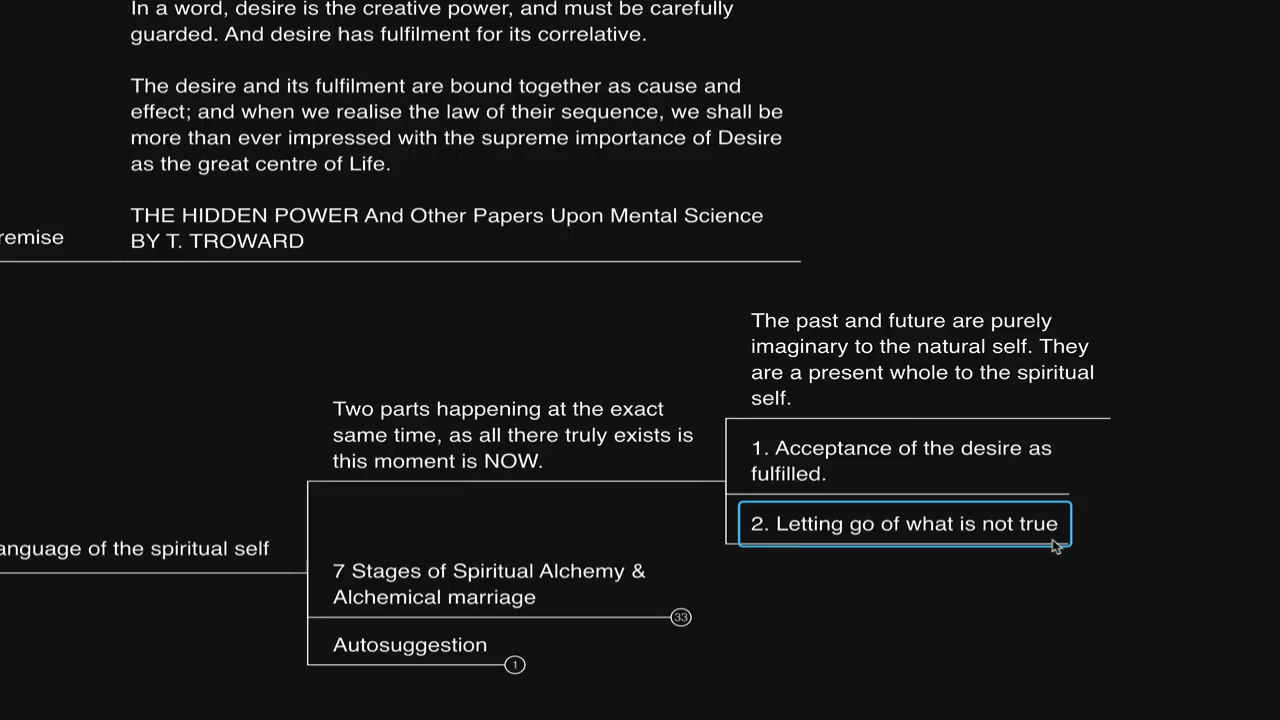 In a word, desire is the creative power, and must be carefully
guarded. And desire has fulfilment for its correlative.
The desire and its fulfilment are bound together as cause and
effect; and when we realise the law of their sequence, we shall be
more than ever impressed with the supreme importance of Desire
as the great centre of Life.
THE HIDDEN POWER And Other Papers Upon Mental Science
BY T. TROWARD
remise
The past and future are purely
imaginary to the natural self. They
are a present whole to the spiritual
self.
Two parts happening at the exact
same time, as all there truly exists is
this moment is NOW.
1. Acceptance of the desire as
fulfilled.
2. Letting go of what is not true
anguage of the spiritual self
7 Stages of Spiritual Alchemy &
Alchemical marriage
33
Autosuggestion
1